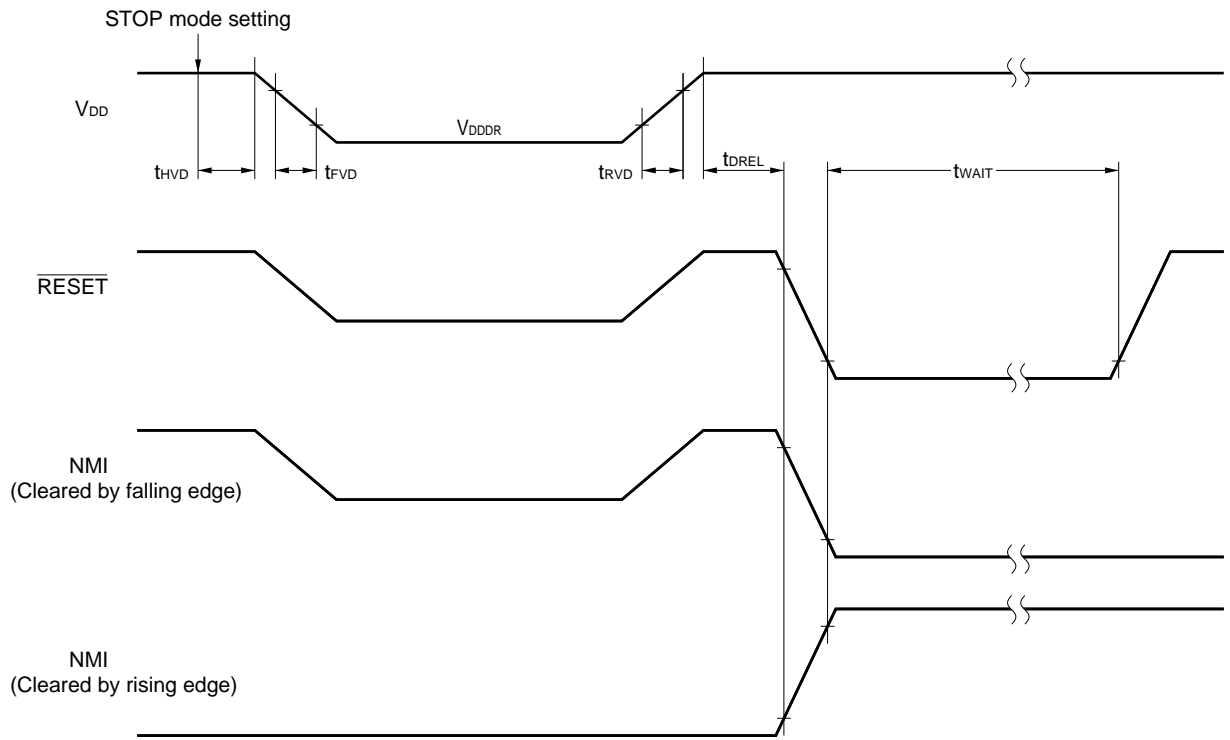 STOP mode setting
VDD
VDDDR
tHVD
tFVD
tRVD
tDREL
tWAIT
RESET
NMI
(Cleared by falling edge)
NMI
(Cleared by rising edge)